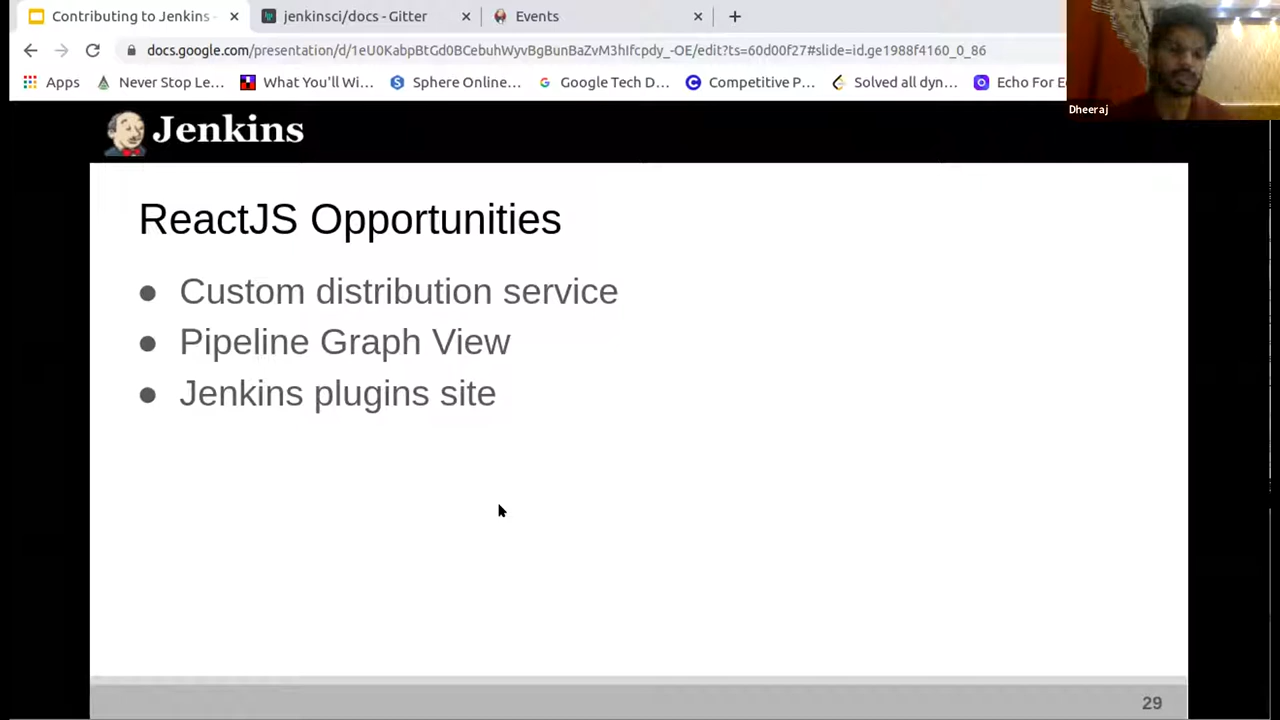 Contributing to Jenkins -
jenkinsci/docs - Gitter
Events
docs.google.com/presentation/d/1eU0KabpBtGd0BCebuhWyvBgBunBaZvM3hIfcpdy_-OE/edit?ts=60d00f27#slide=id.ge1988f4160_0_86
Apps
Never Stop Le...
What You'll Wi...
Sphere Online...
Google Tech D...
Competitive P...
Solved all dyn...
Echo For E
Dheeraj
Jenkins
ReactJS Opportunities
● Custom distribution service
● Pipeline Graph View
● Jenkins plugins site
29